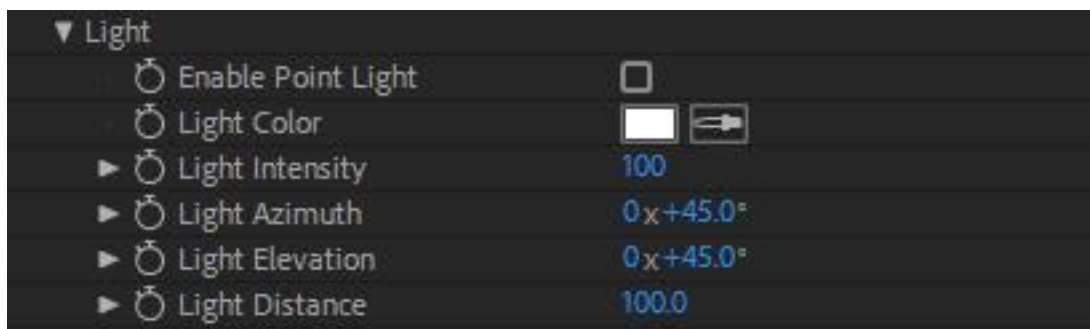 Light
Enable Point Light
Light Color
Light Intensity 100
Light Azimuth 0x+45.0°
Light Elevation 0x+45.0°
Light Distance 100.0